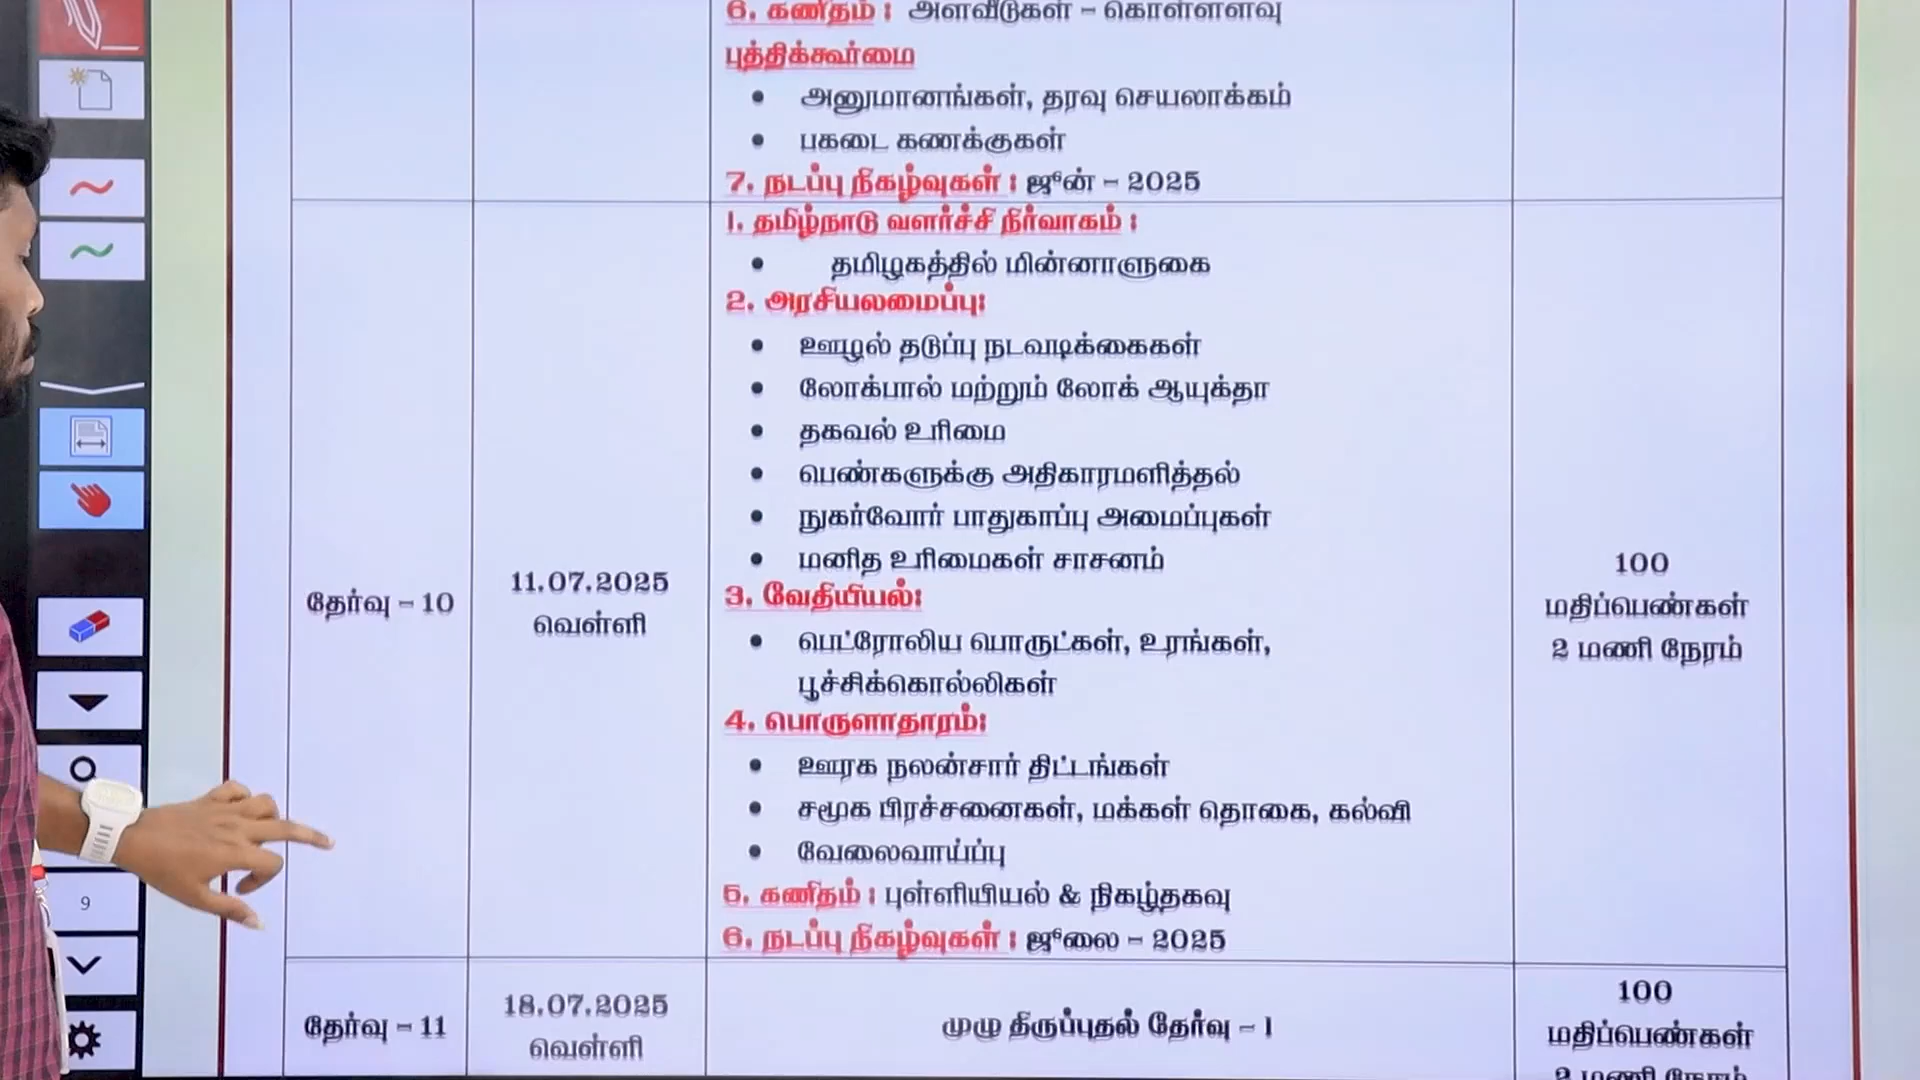 6. கணிதம் : அளவீடுகள் – கொள்ளளவு
புத்திக்கூர்மை
• அனுமானங்கள், தரவு செயலாக்கம்
• பகடை கணக்குகள்
7. நடப்பு நிகழ்வுகள் : ஜூன் – 2025
தேர்வு – 10
11.07.2025
வெள்ளி
1. தமிழ்நாடு வளர்ச்சி நிர்வாகம் :
• தமிழகத்தில் மின்னாளுகை
2. அரசியலமைப்பு:
• ஊழல் தடுப்பு நடவடிக்கைகள்
• லோக்பால் மற்றும் லோக் ஆயுக்தா
• தகவல் உரிமை
• பெண்களுக்கு அதிகாரமளித்தல்
• நுகர்வோர் பாதுகாப்பு அமைப்புகள்
• மனித உரிமைகள் சாசனம்
3. வேதியியல்:
• பெட்ரோலிய பொருட்கள், உரங்கள்,
பூச்சிக்கொல்லிகள்
4. பொருளாதாரம்:
• ஊரக நலன்சார் திட்டங்கள்
• சமூக பிரச்சனைகள், மக்கள் தொகை, கல்வி
• வேலைவாய்ப்பு
5. கணிதம் : புள்ளியியல் & நிகழ்தகவு
6. நடப்பு நிகழ்வுகள் : ஜூலை – 2025
100
மதிப்பெண்கள்
2 மணி நேரம்
தேர்வு – 11
18.07.2025
வெள்ளி
முழு திருப்புதல் தேர்வு – 1
100
மதிப்பெண்கள்
2 மணி நேரம்
9